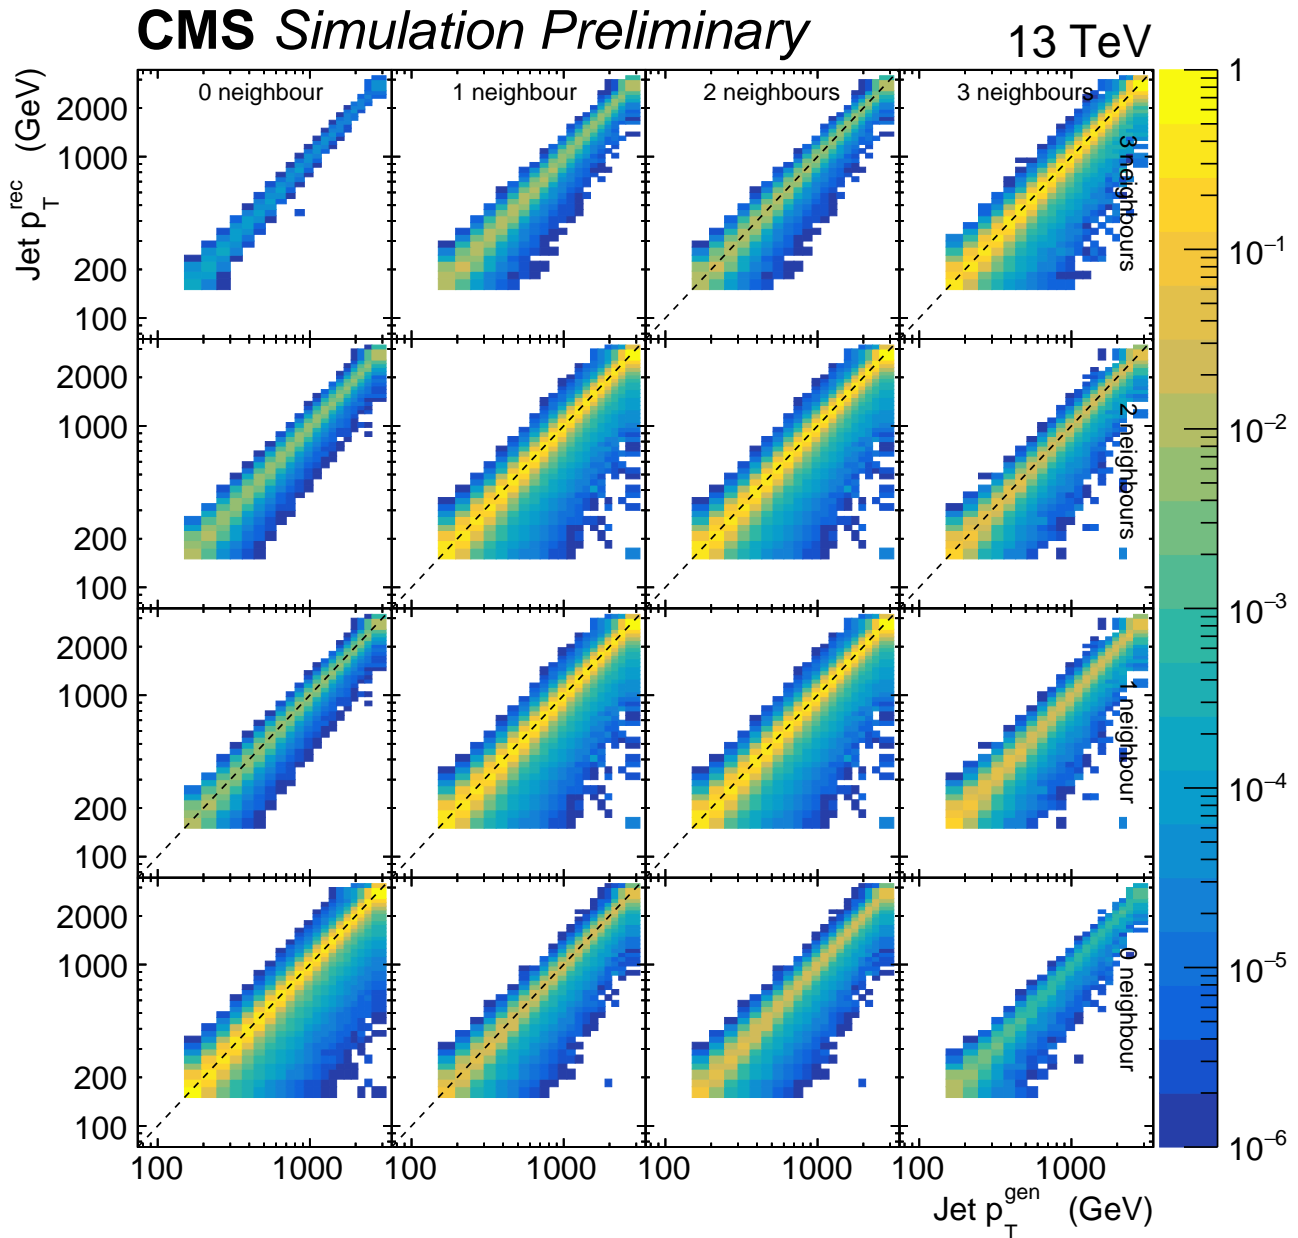 CMS Simulation Preliminary
13 TeV
Jet p_T^rec (GeV)
0 neighbour
1 neighbour
2 neighbours
3 neighbours
2000
1000
200
100
3 neighbours
2000
1000
200
100
2 neighbours
2000
1000
200
100
1 neighbour
2000
1000
200
100
0 neighbour
100
1000
100
1000
100
1000
100
1000
Jet p_T^gen (GeV)
1
10^−1
10^−2
10^−3
10^−4
10^−5
10^−6